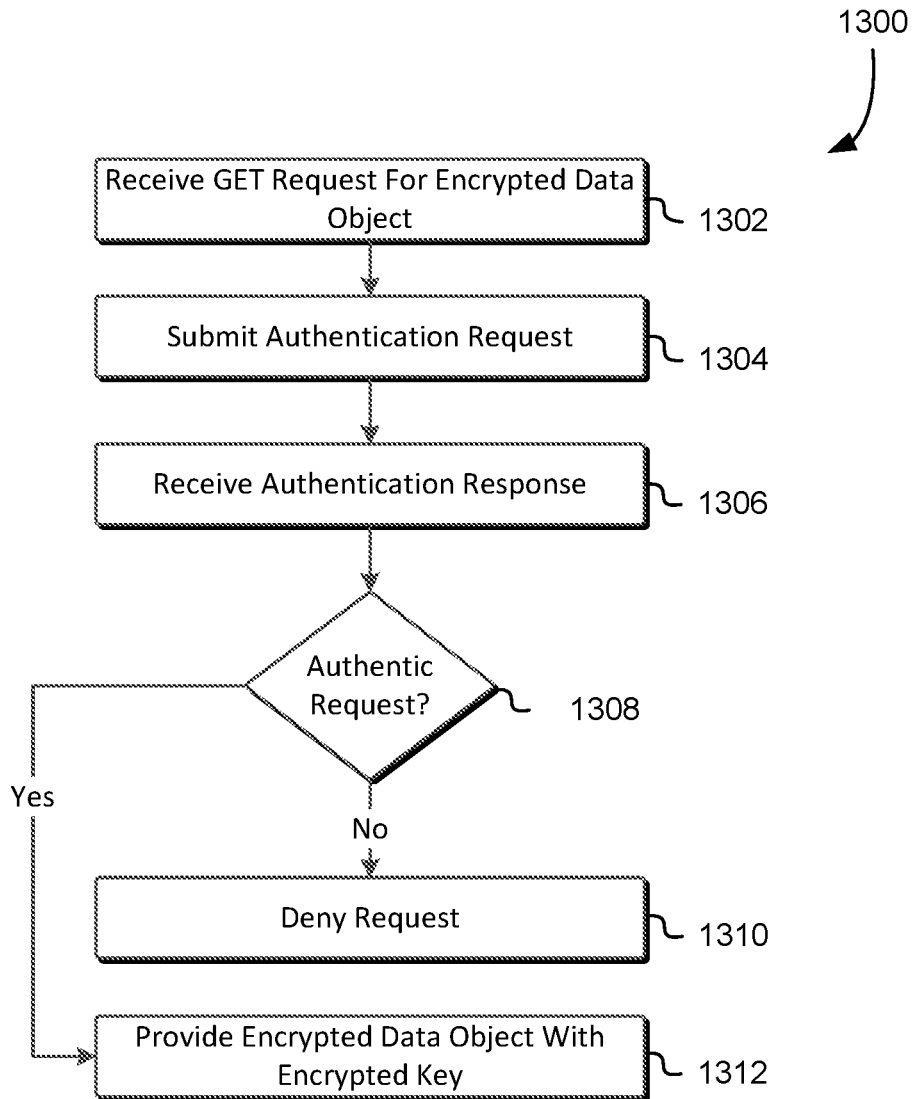 1300
Receive GET Request For Encrypted Data
Object
1302
Submit Authentication Request
1304
Receive Authentication Response
1306
Authentic
Request?
1308
Yes
No
Deny Request
1310
Provide Encrypted Data Object With
Encrypted Key
1312